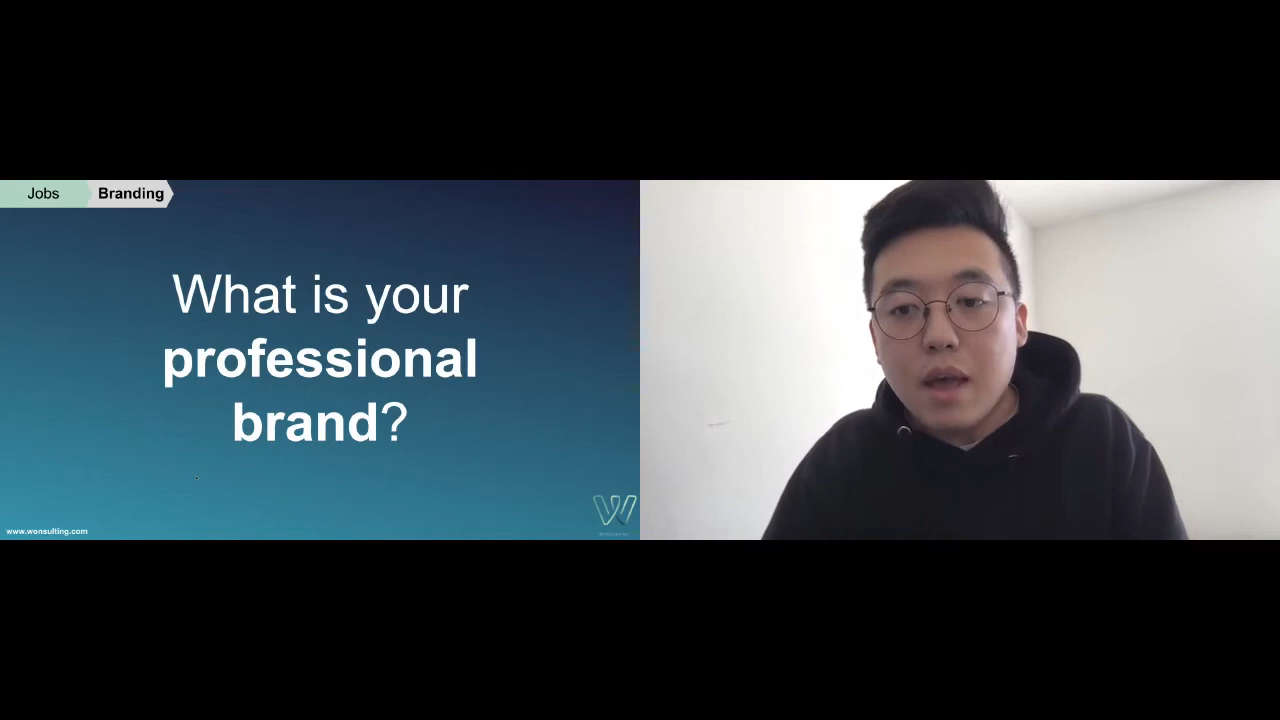 Jobs
Branding
What is your
professional
brand?
www.wonsulting.com
W